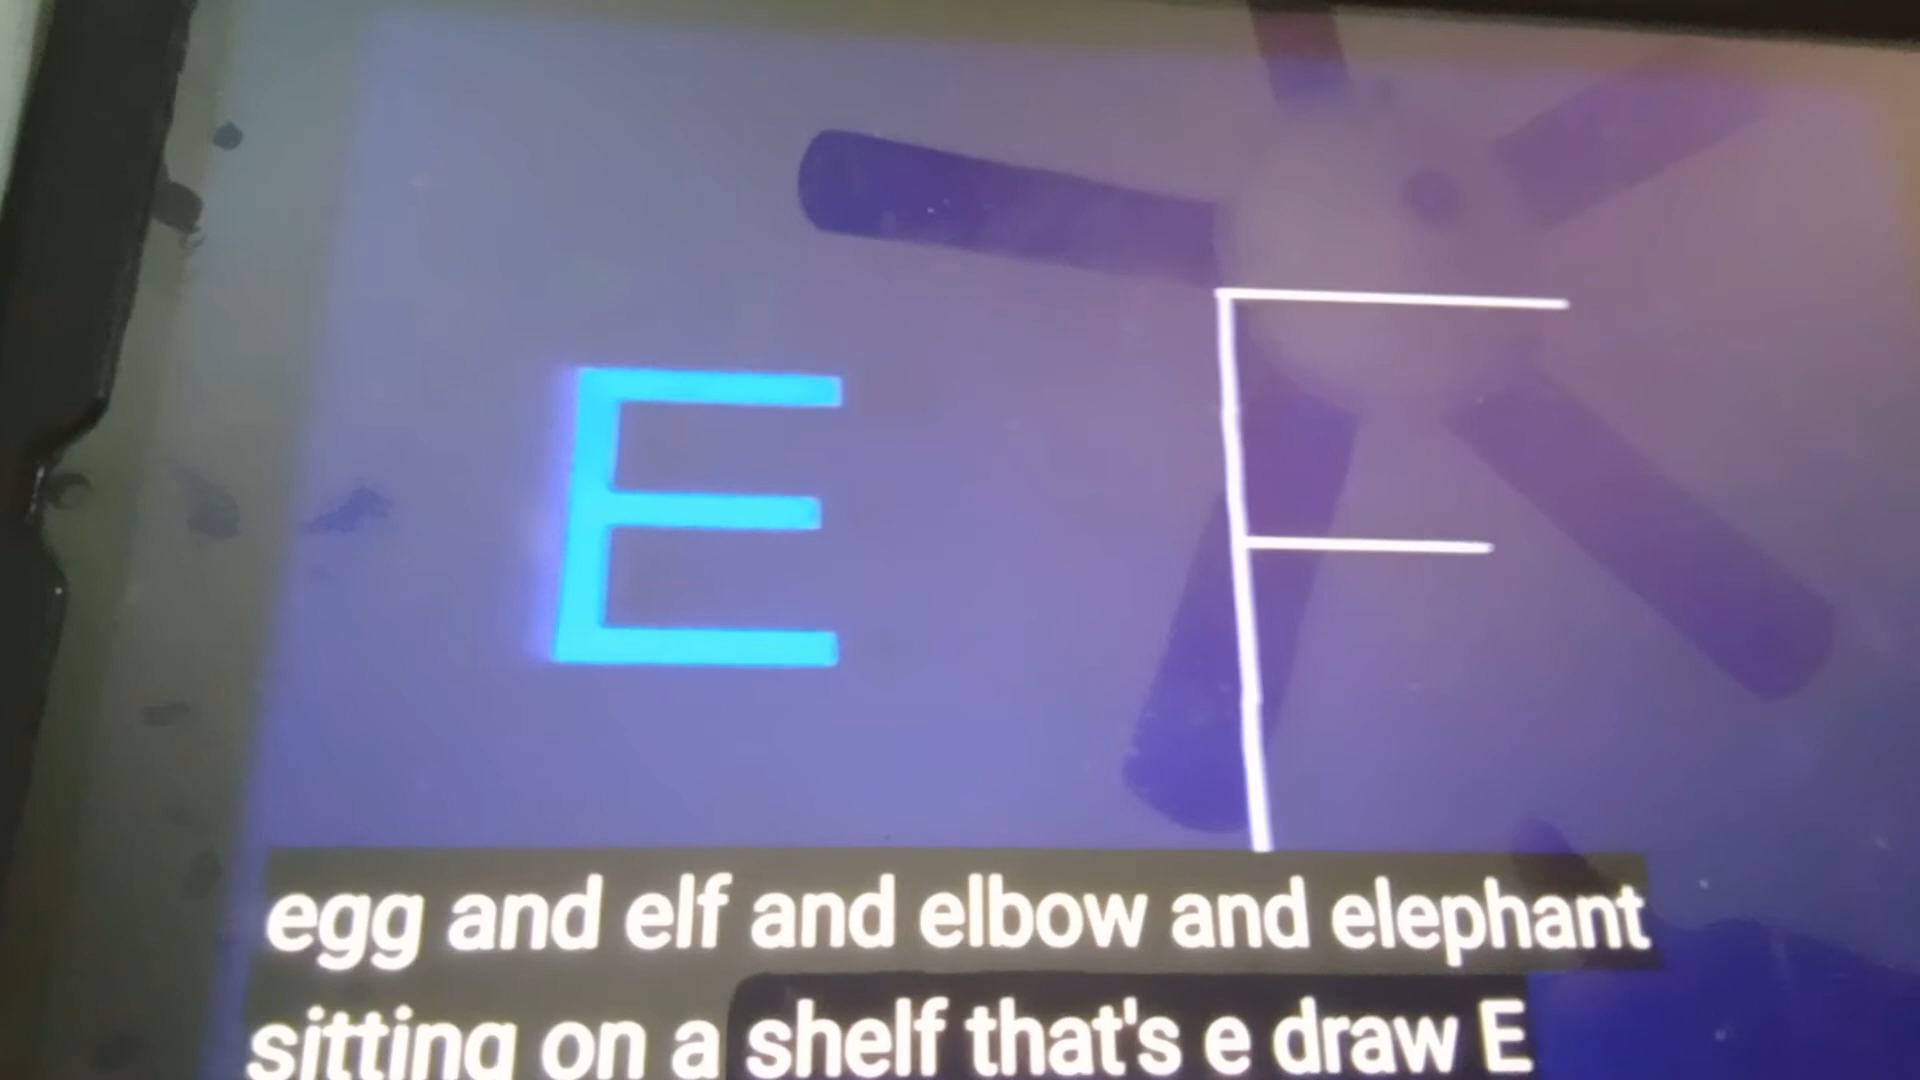 E F
egg and elf and elbow and elephant
sitting on a shelf that's e draw E